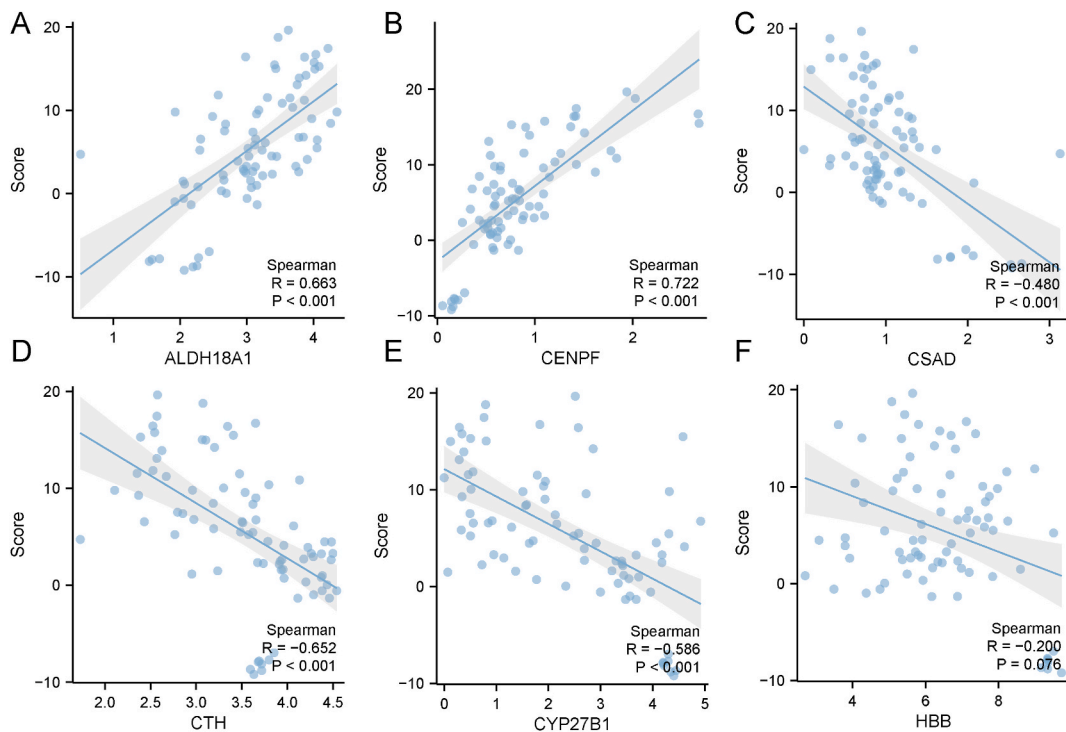 A
Score
20
10
0
−10
1
2
3
4
Spearman
R = 0.663
P < 0.001
ALDH18A1
B
Score
20
10
0
−10
0
1
2
Spearman
R = 0.722
P < 0.001
CENPF
C
Score
20
10
0
−10
0
1
2
3
Spearman
R = −0.480
P < 0.001
CSAD
D
Score
20
10
0
−10
2.0
2.5
3.0
3.5
4.0
4.5
Spearman
R = −0.652
P < 0.001
CTH
E
Score
20
10
0
−10
0
1
2
3
4
5
Spearman
R = −0.586
P < 0.001
CYP27B1
F
Score
20
10
0
−10
4
6
8
Spearman
R = −0.200
P = 0.076
HBB